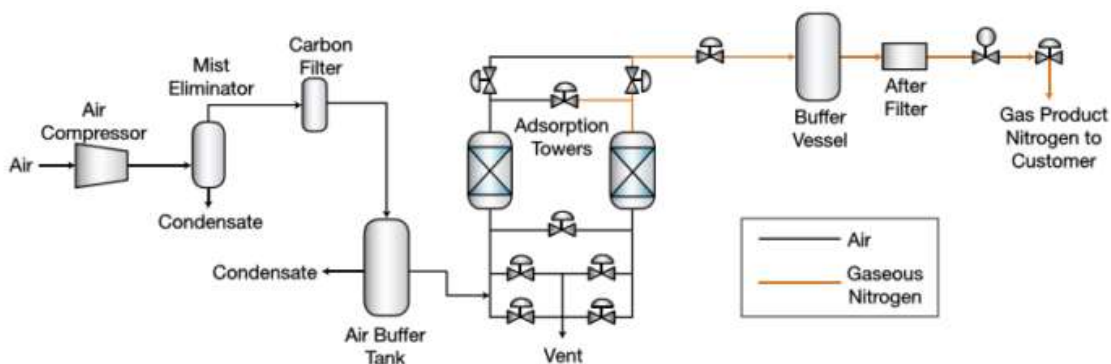 Air
Air
Compressor
Mist
Eliminator
Carbon
Filter
Condensate
Condensate
Air Buffer
Tank
Adsorption
Towers
Vent
Buffer
Vessel
After
Filter
Gas Product
Nitrogen to
Customer
Air
Gaseous
Nitrogen